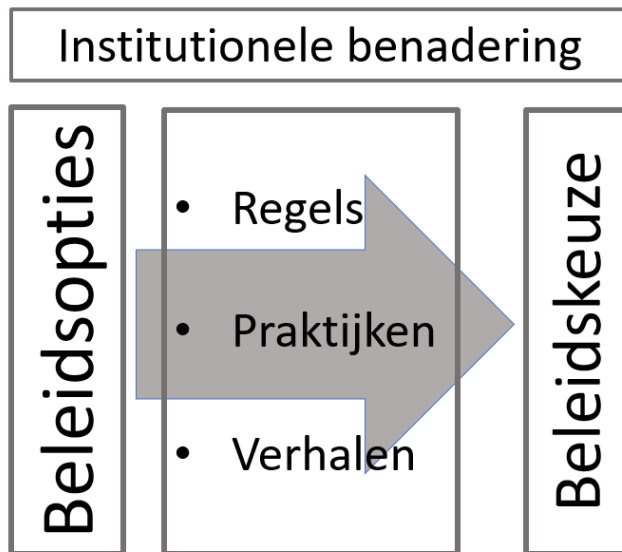 Institutionele benadering
Beleidsopties
• Regels
• Praktijken
• Verhalen
Beleidskeuze